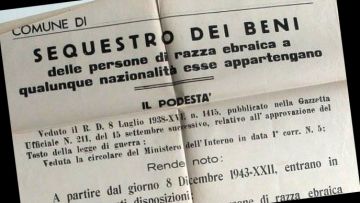 COMUNE DI
SEQUESTRO DEI BENI
delle persone di razza ebraica a
qualunque nazionalità esse appartengano
IL PODESTA'
Veduto il R. D. 8 Luglio 1938-XVI, n. 1415, pubblicato nella Gazzetta
Ufficiale N. 211, del 15 settembre successivo, relativo all'approvazione del
Testo della legge di guerra;
Veduta la circolare del Ministero dell'Interno in data 1° corr. N. 5;
Rende noto:
A partire dal giorno 8 Dicembre 1943-XXII, entrano in
disposizioni:
di razza ebraica